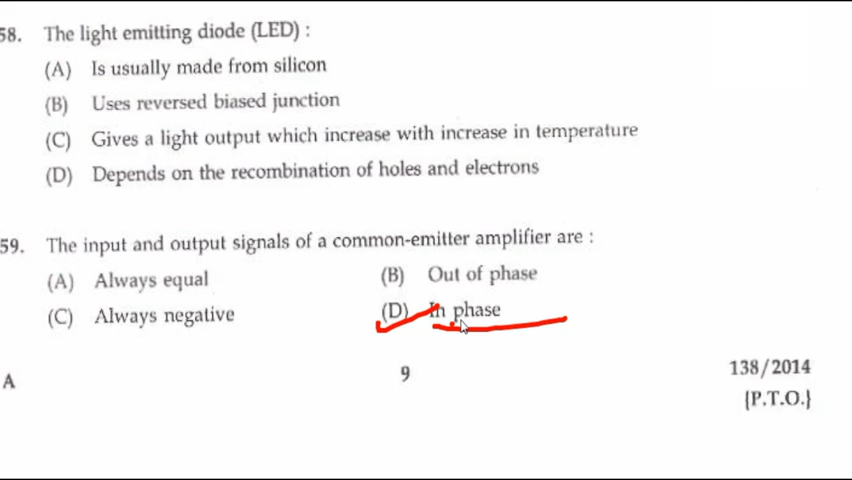 58. The light emitting diode (LED) :
(A) Is usually made from silicon
(B) Uses reversed biased junction
(C) Gives a light output which increase with increase in temperature
(D) Depends on the recombination of holes and electrons
59. The input and output signals of a common-emitter amplifier are :
(A) Always equal (B) Out of phase
(C) Always negative (D) In phase
A 9 138/2014
{P.T.O.}